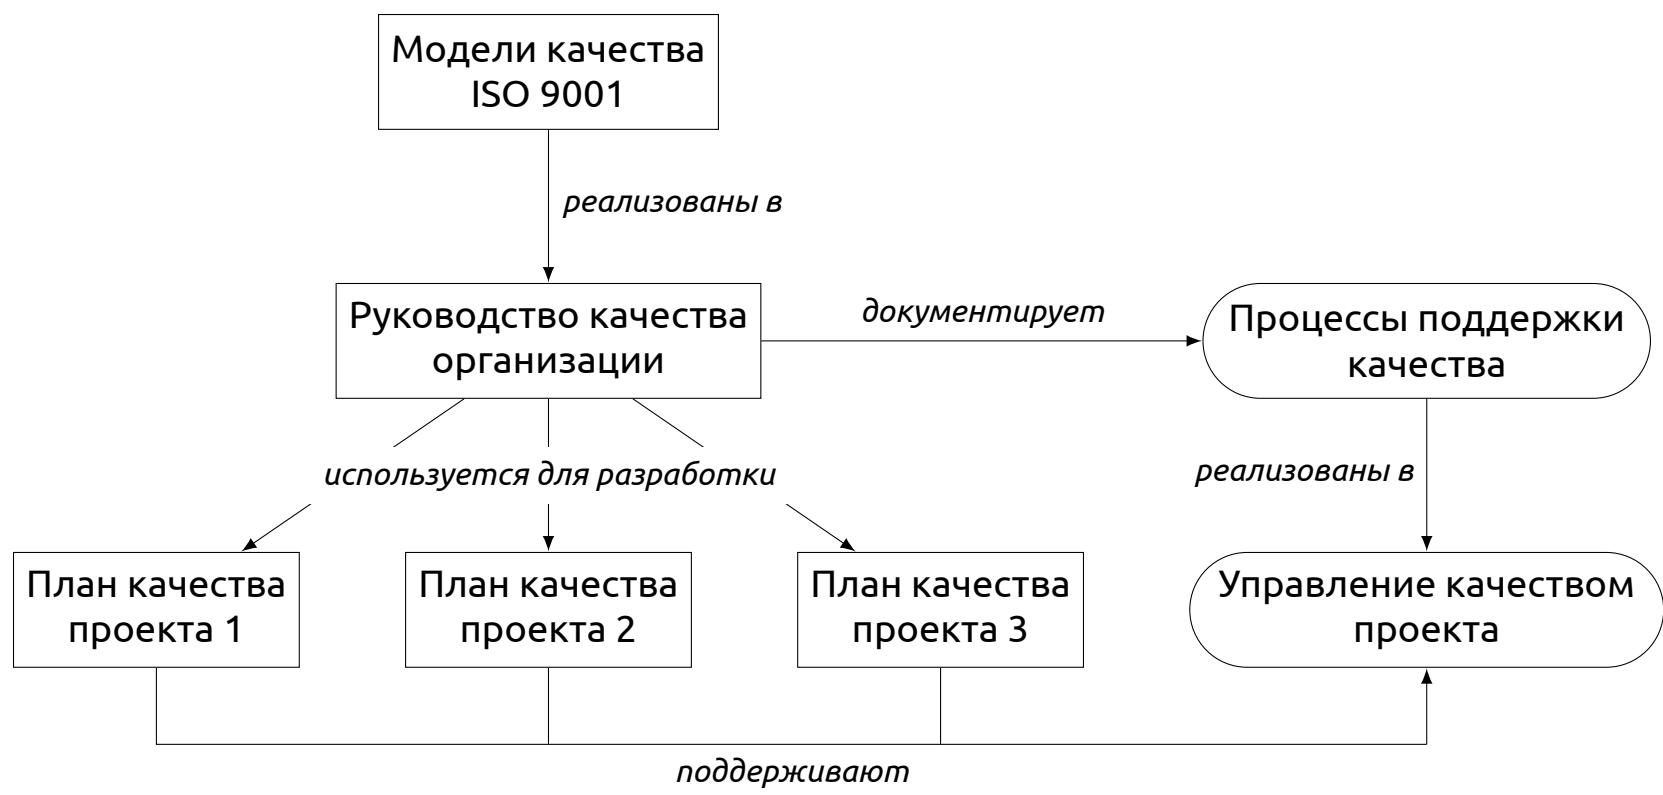 Модели качества
ISO 9001
реализованы в
Руководство качества
организации
документирует
Процессы поддержки
качества
используется для разработки
реализованы в
План качества
проекта 1
План качества
проекта 2
План качества
проекта 3
Управление качеством
проекта
поддерживают